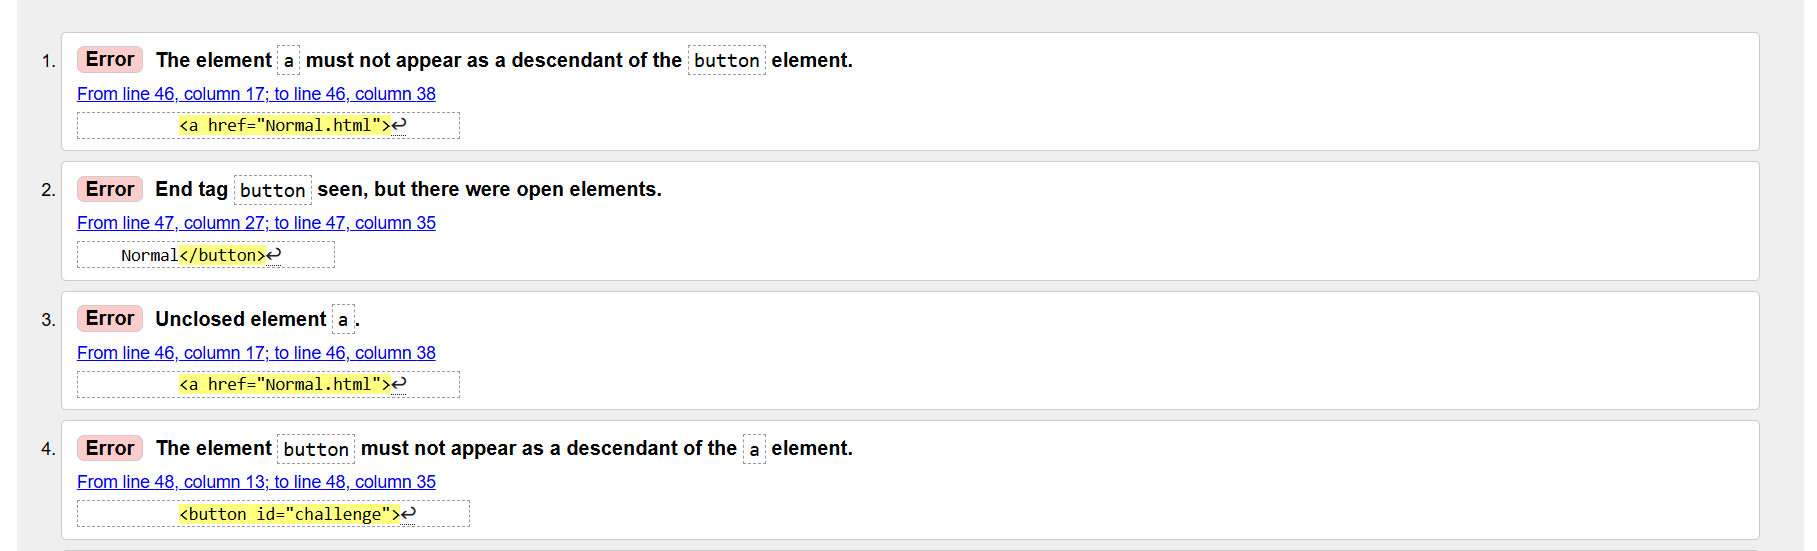 1. Error The element a must not appear as a descendant of the button element.
From line 46, column 17; to line 46, column 38
<a href="Normal.html">↩
2. Error End tag button seen, but there were open elements.
From line 47, column 27; to line 47, column 35
Normal</button>↩
3. Error Unclosed element a.
From line 46, column 17; to line 46, column 38
<a href="Normal.html">↩
4. Error The element button must not appear as a descendant of the a element.
From line 48, column 13; to line 48, column 35
<button id="challenge">↩